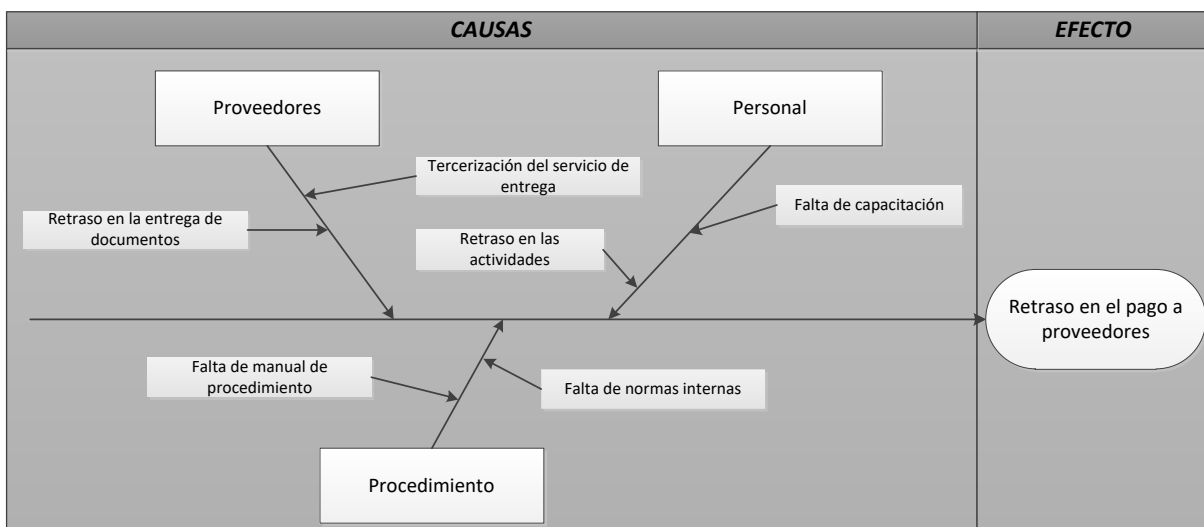 CAUSAS
EFECTO
Proveedores
Personal
Tercerización del servicio de
entrega
Falta de capacitación
Retraso en la entrega de
documentos
Retraso en las
actividades
Retraso en el pago a
proveedores
Falta de manual de
procedimiento
Falta de normas internas
Procedimiento